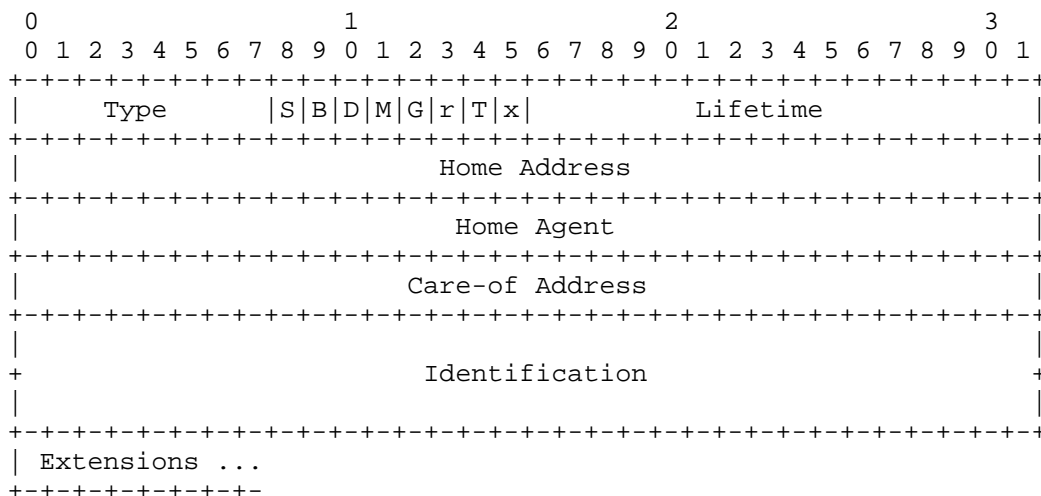 0                   1                   2                   3
 0 1 2 3 4 5 6 7 8 9 0 1 2 3 4 5 6 7 8 9 0 1 2 3 4 5 6 7 8 9 0 1
+-+-+-+-+-+-+-+-+-+-+-+-+-+-+-+-+-+-+-+-+-+-+-+-+-+-+-+-+-+-+-+-+
|     Type      |S|B|D|M|G|r|T|x|          Lifetime             |
+-+-+-+-+-+-+-+-+-+-+-+-+-+-+-+-+-+-+-+-+-+-+-+-+-+-+-+-+-+-+-+-+
|                          Home Address                         |
+-+-+-+-+-+-+-+-+-+-+-+-+-+-+-+-+-+-+-+-+-+-+-+-+-+-+-+-+-+-+-+-+
|                           Home Agent                          |
+-+-+-+-+-+-+-+-+-+-+-+-+-+-+-+-+-+-+-+-+-+-+-+-+-+-+-+-+-+-+-+-+
|                        Care-of Address                        |
+-+-+-+-+-+-+-+-+-+-+-+-+-+-+-+-+-+-+-+-+-+-+-+-+-+-+-+-+-+-+-+-+
|                                                               |
+                         Identification                        +
|                                                               |
+-+-+-+-+-+-+-+-+-+-+-+-+-+-+-+-+-+-+-+-+-+-+-+-+-+-+-+-+-+-+-+-+
| Extensions ...
+-+-+-+-+-+-+-+-